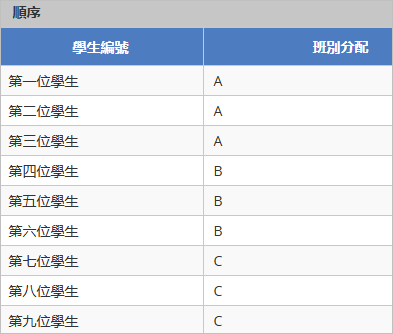 順序
學生編號 班別分配
第一位學生 A
第二位學生 A
第三位學生 A
第四位學生 B
第五位學生 B
第六位學生 B
第七位學生 C
第八位學生 C
第九位學生 C